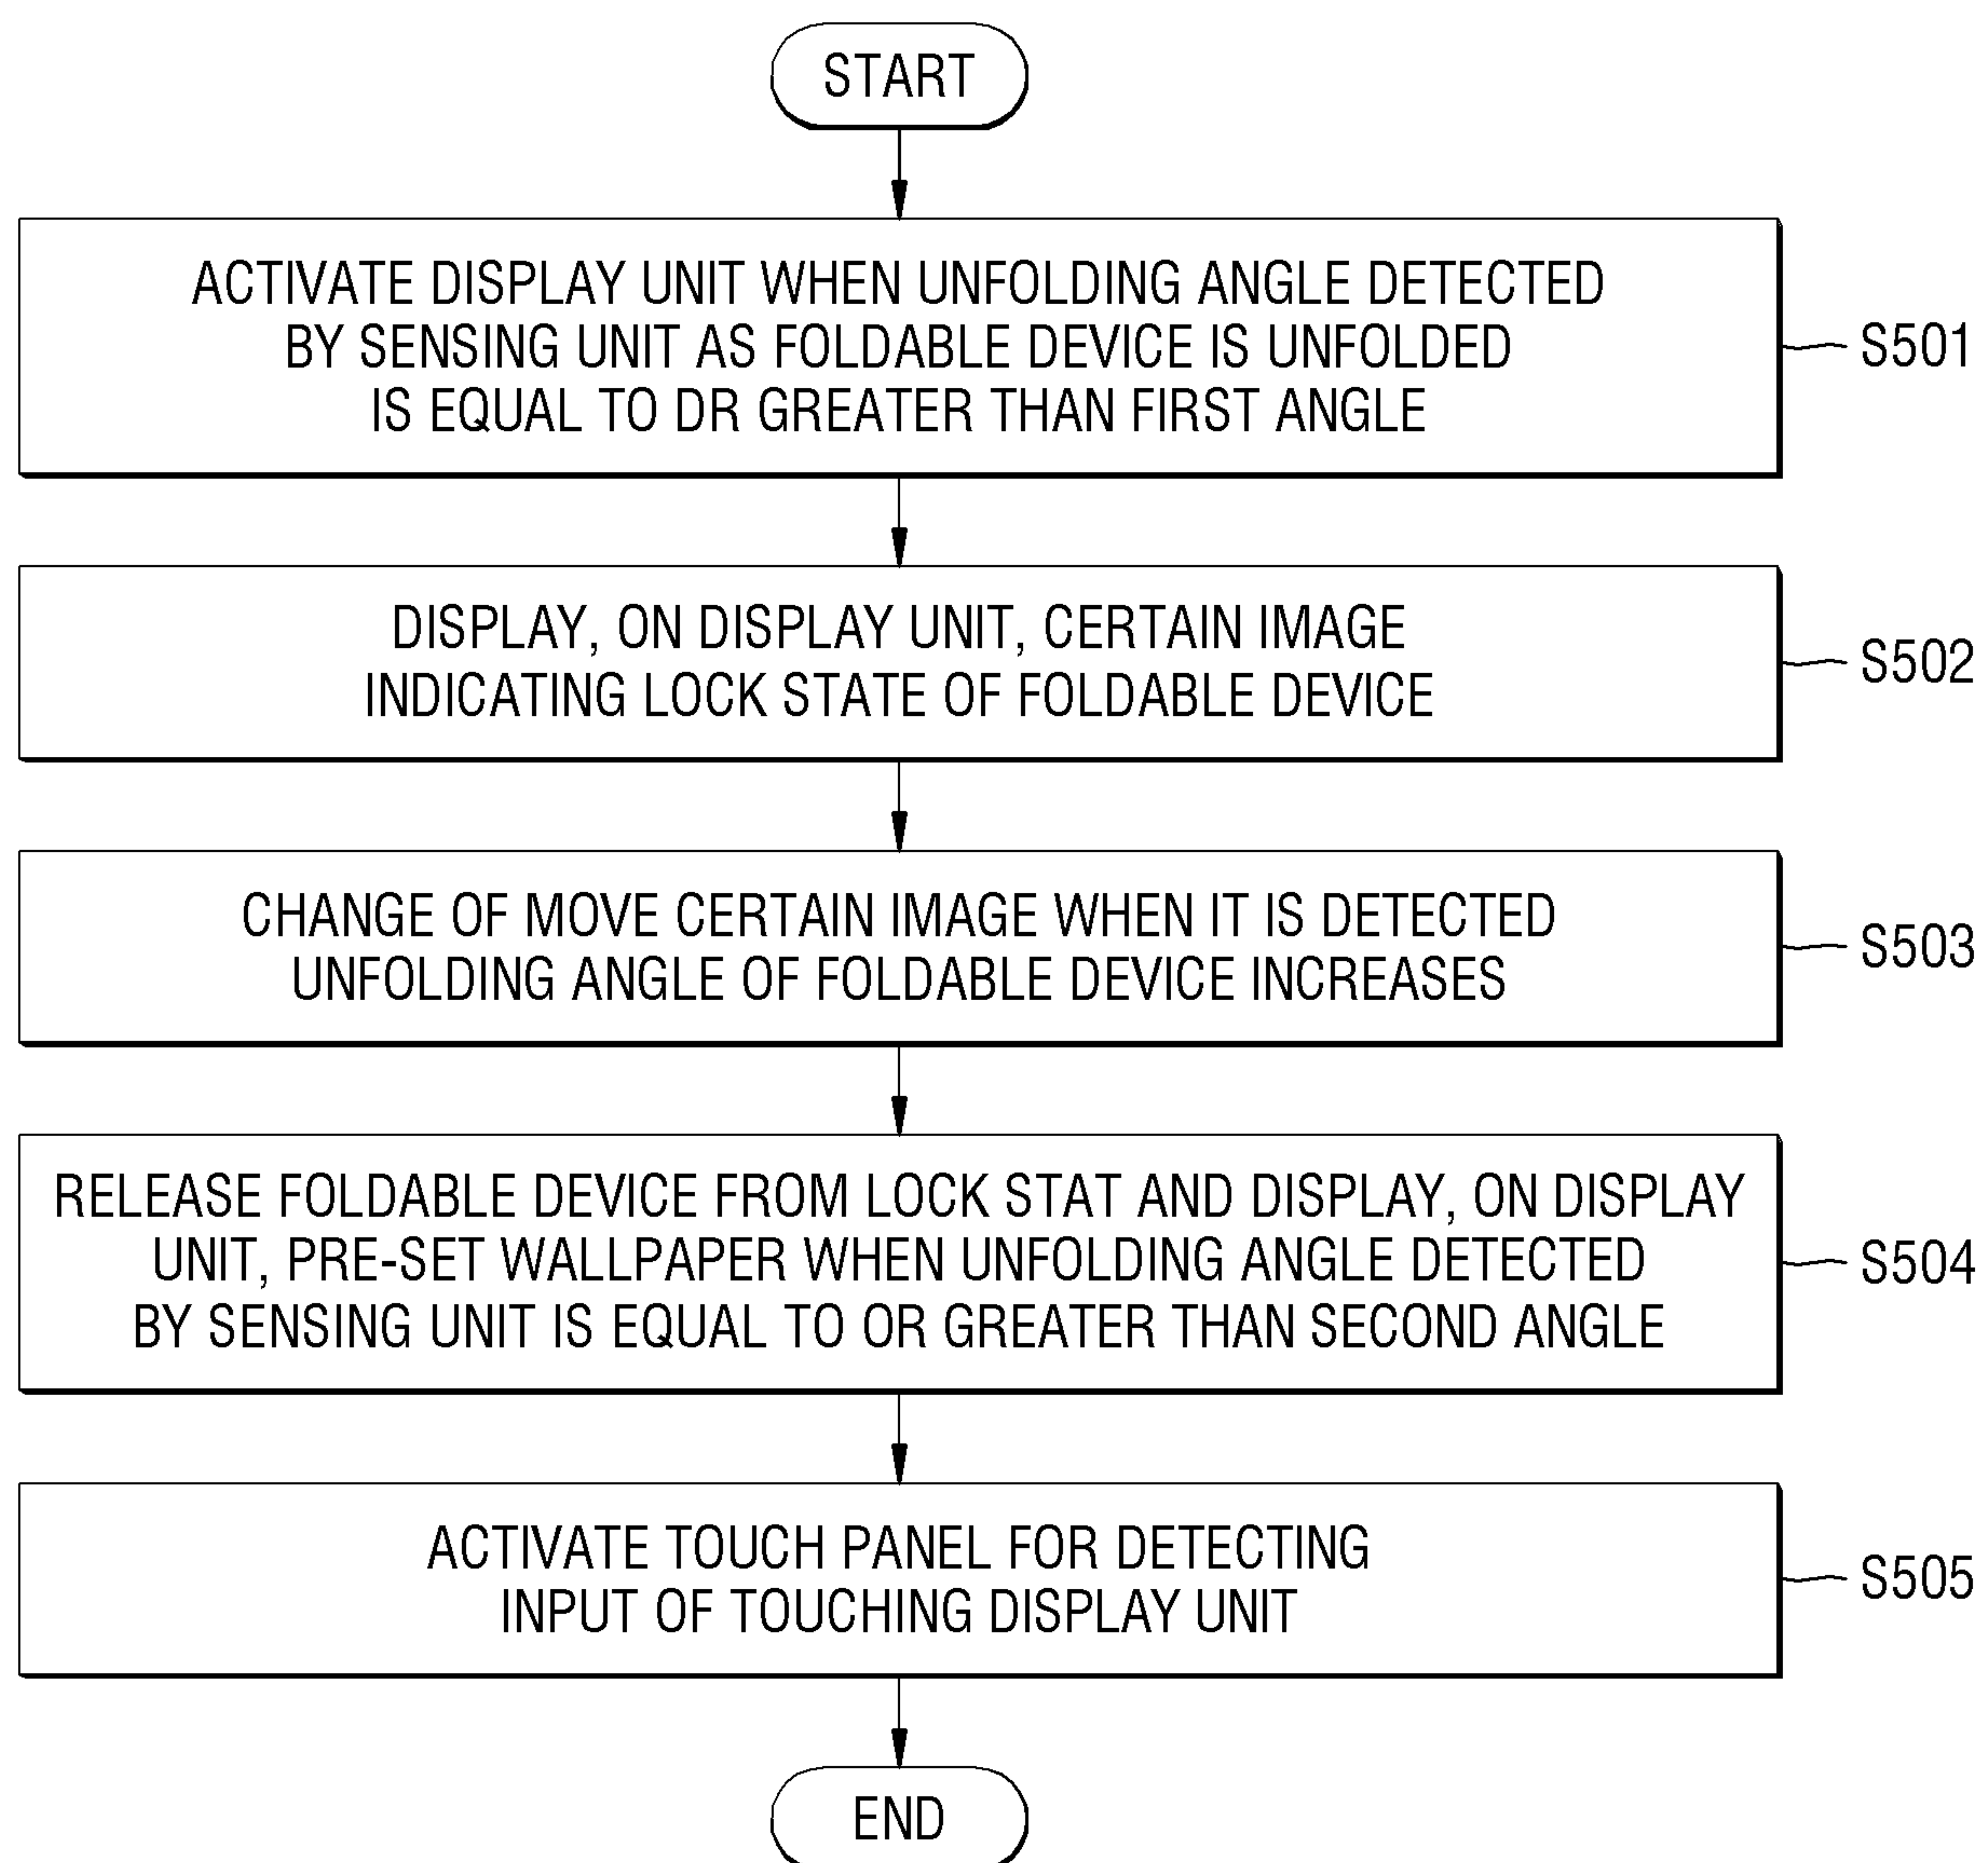 START
ACTIVATE DISPLAY UNIT WHEN UNFOLDING ANGLE DETECTED
BY SENSING UNIT AS FOLDABLE DEVICE IS UNFOLDED
IS EQUAL TO DR GREATER THAN FIRST ANGLE
S501
DISPLAY, ON DISPLAY UNIT, CERTAIN IMAGE
INDICATING LOCK STATE OF FOLDABLE DEVICE
S502
CHANGE OF MOVE CERTAIN IMAGE WHEN IT IS DETECTED
UNFOLDING ANGLE OF FOLDABLE DEVICE INCREASES
S503
RELEASE FOLDABLE DEVICE FROM LOCK STAT AND DISPLAY, ON DISPLAY
UNIT, PRE-SET WALLPAPER WHEN UNFOLDING ANGLE DETECTED
BY SENSING UNIT IS EQUAL TO OR GREATER THAN SECOND ANGLE
S504
ACTIVATE TOUCH PANEL FOR DETECTING
INPUT OF TOUCHING DISPLAY UNIT
S505
END